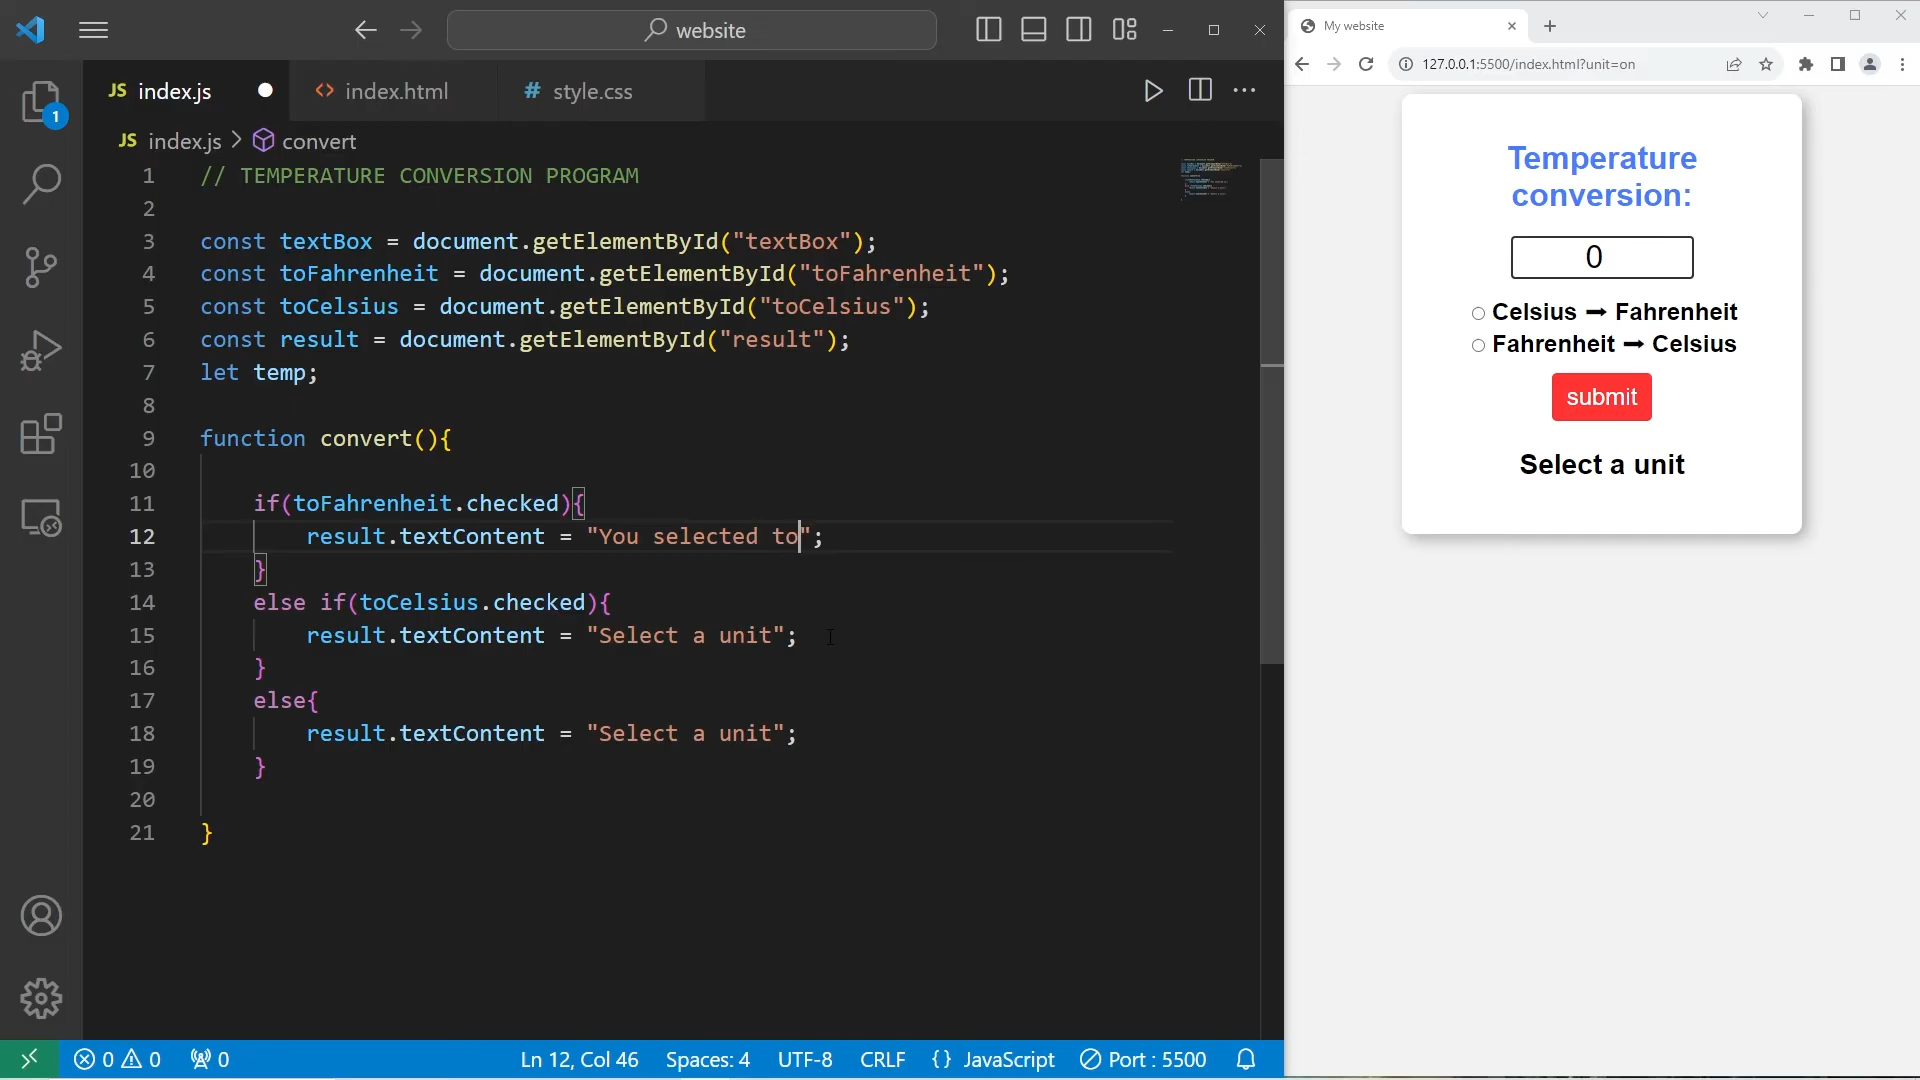 website
JS index.js
<> index.html
# style.css
JS index.js > convert
1 // TEMPERATURE CONVERSION PROGRAM
2
3 const textBox = document.getElementById("textBox");
4 const toFahrenheit = document.getElementById("toFahrenheit");
5 const toCelsius = document.getElementById("toCelsius");
6 const result = document.getElementById("result");
7 let temp;
8
9 function convert(){
10
11 if(toFahrenheit.checked){
12 result.textContent = "You selected to";
13 }
14 else if(toCelsius.checked){
15 result.textContent = "Select a unit";
16 }
17 else{
18 result.textContent = "Select a unit";
19 }
20
21 }
1
0 0 0
Ln 12, Col 46 Spaces: 4 UTF-8 CRLF {} JavaScript Port : 5500
My website
127.0.0.1:5500/index.html?unit=on
Temperature
conversion:
0
Celsius ➞ Fahrenheit
Fahrenheit ➞ Celsius
submit
Select a unit